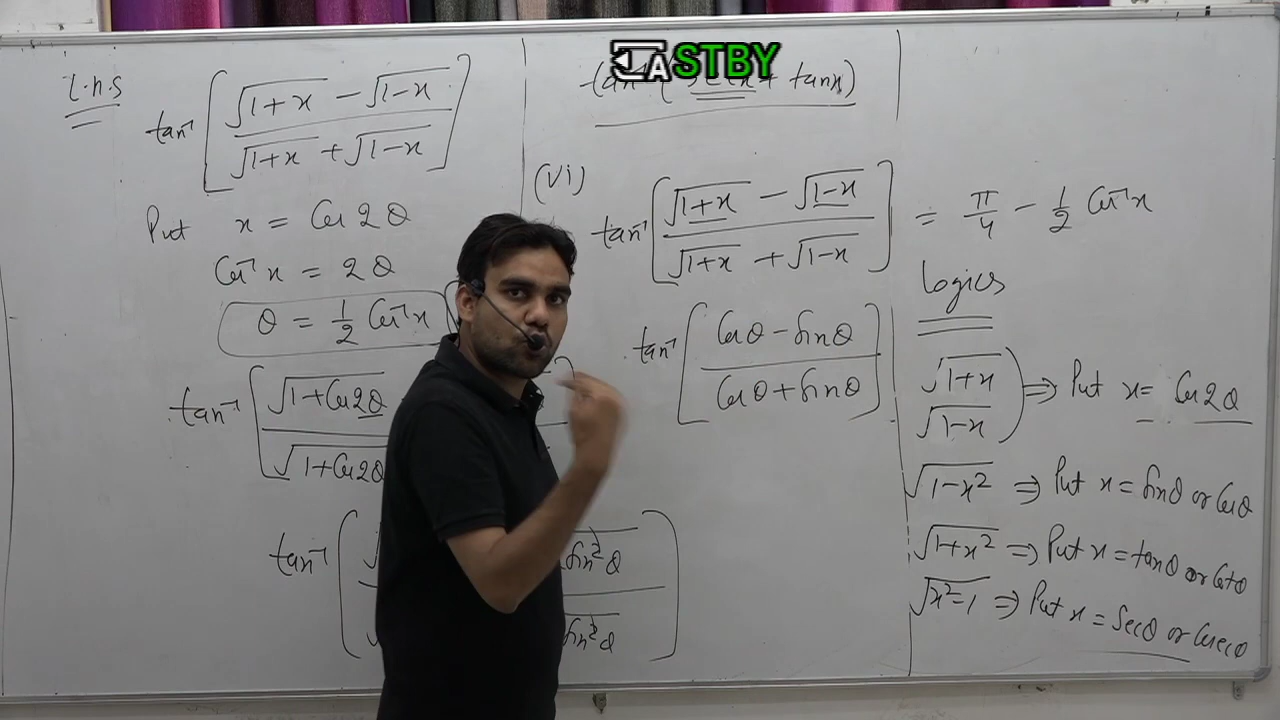 L.h.s
tan⁻¹ [ (√1+x − √1−x) / (√1+x + √1−x) ]
Put x = Cos 2θ
Cos⁻¹x = 2θ
θ = 1/2 Cos⁻¹x
tan⁻¹ [ √1+Cos2θ
√1+Cos2θ
tan⁻¹ ( √
Sin²θ
Sin²θ )
EASTBY
tanx)
(Vi)
tan⁻¹ [ (√1+x − √1−x) / (√1+x + √1−x) ] = π/4 − 1/2 Cos⁻¹x
tan⁻¹ [ (Cosθ − Sinθ) / (Cosθ + Sinθ) ]
Logics
√1+x
√1−x ) ⇒ Put x = Cos2θ
√1−x² ⇒ Put x = Sinθ or Cosθ
√1+x² ⇒ Put x = tanθ or Cotθ
√x²−1 ⇒ Put x = Secθ or Cosecθ